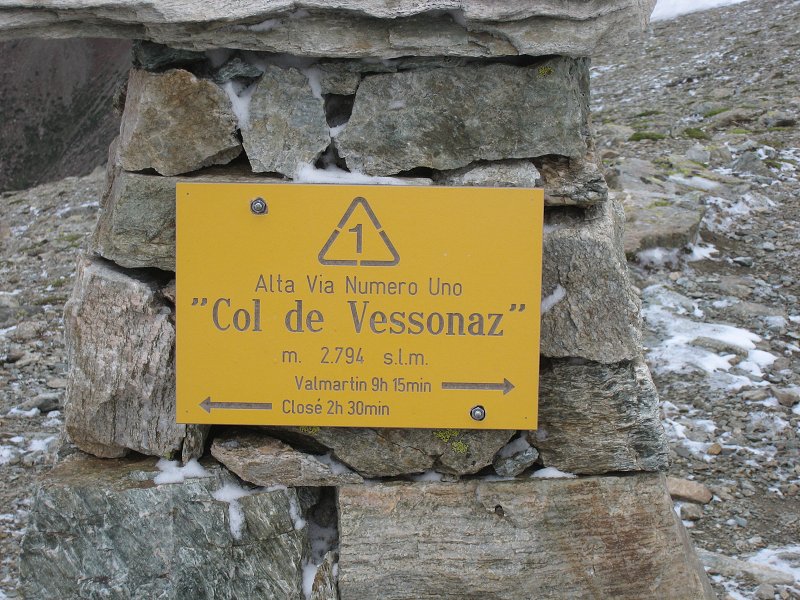 1
Alta Via Numero Uno
"Col de Vessonaz"
m. 2.794 s.l.m.
Valmartin 9h 15min
Closé 2h 30min